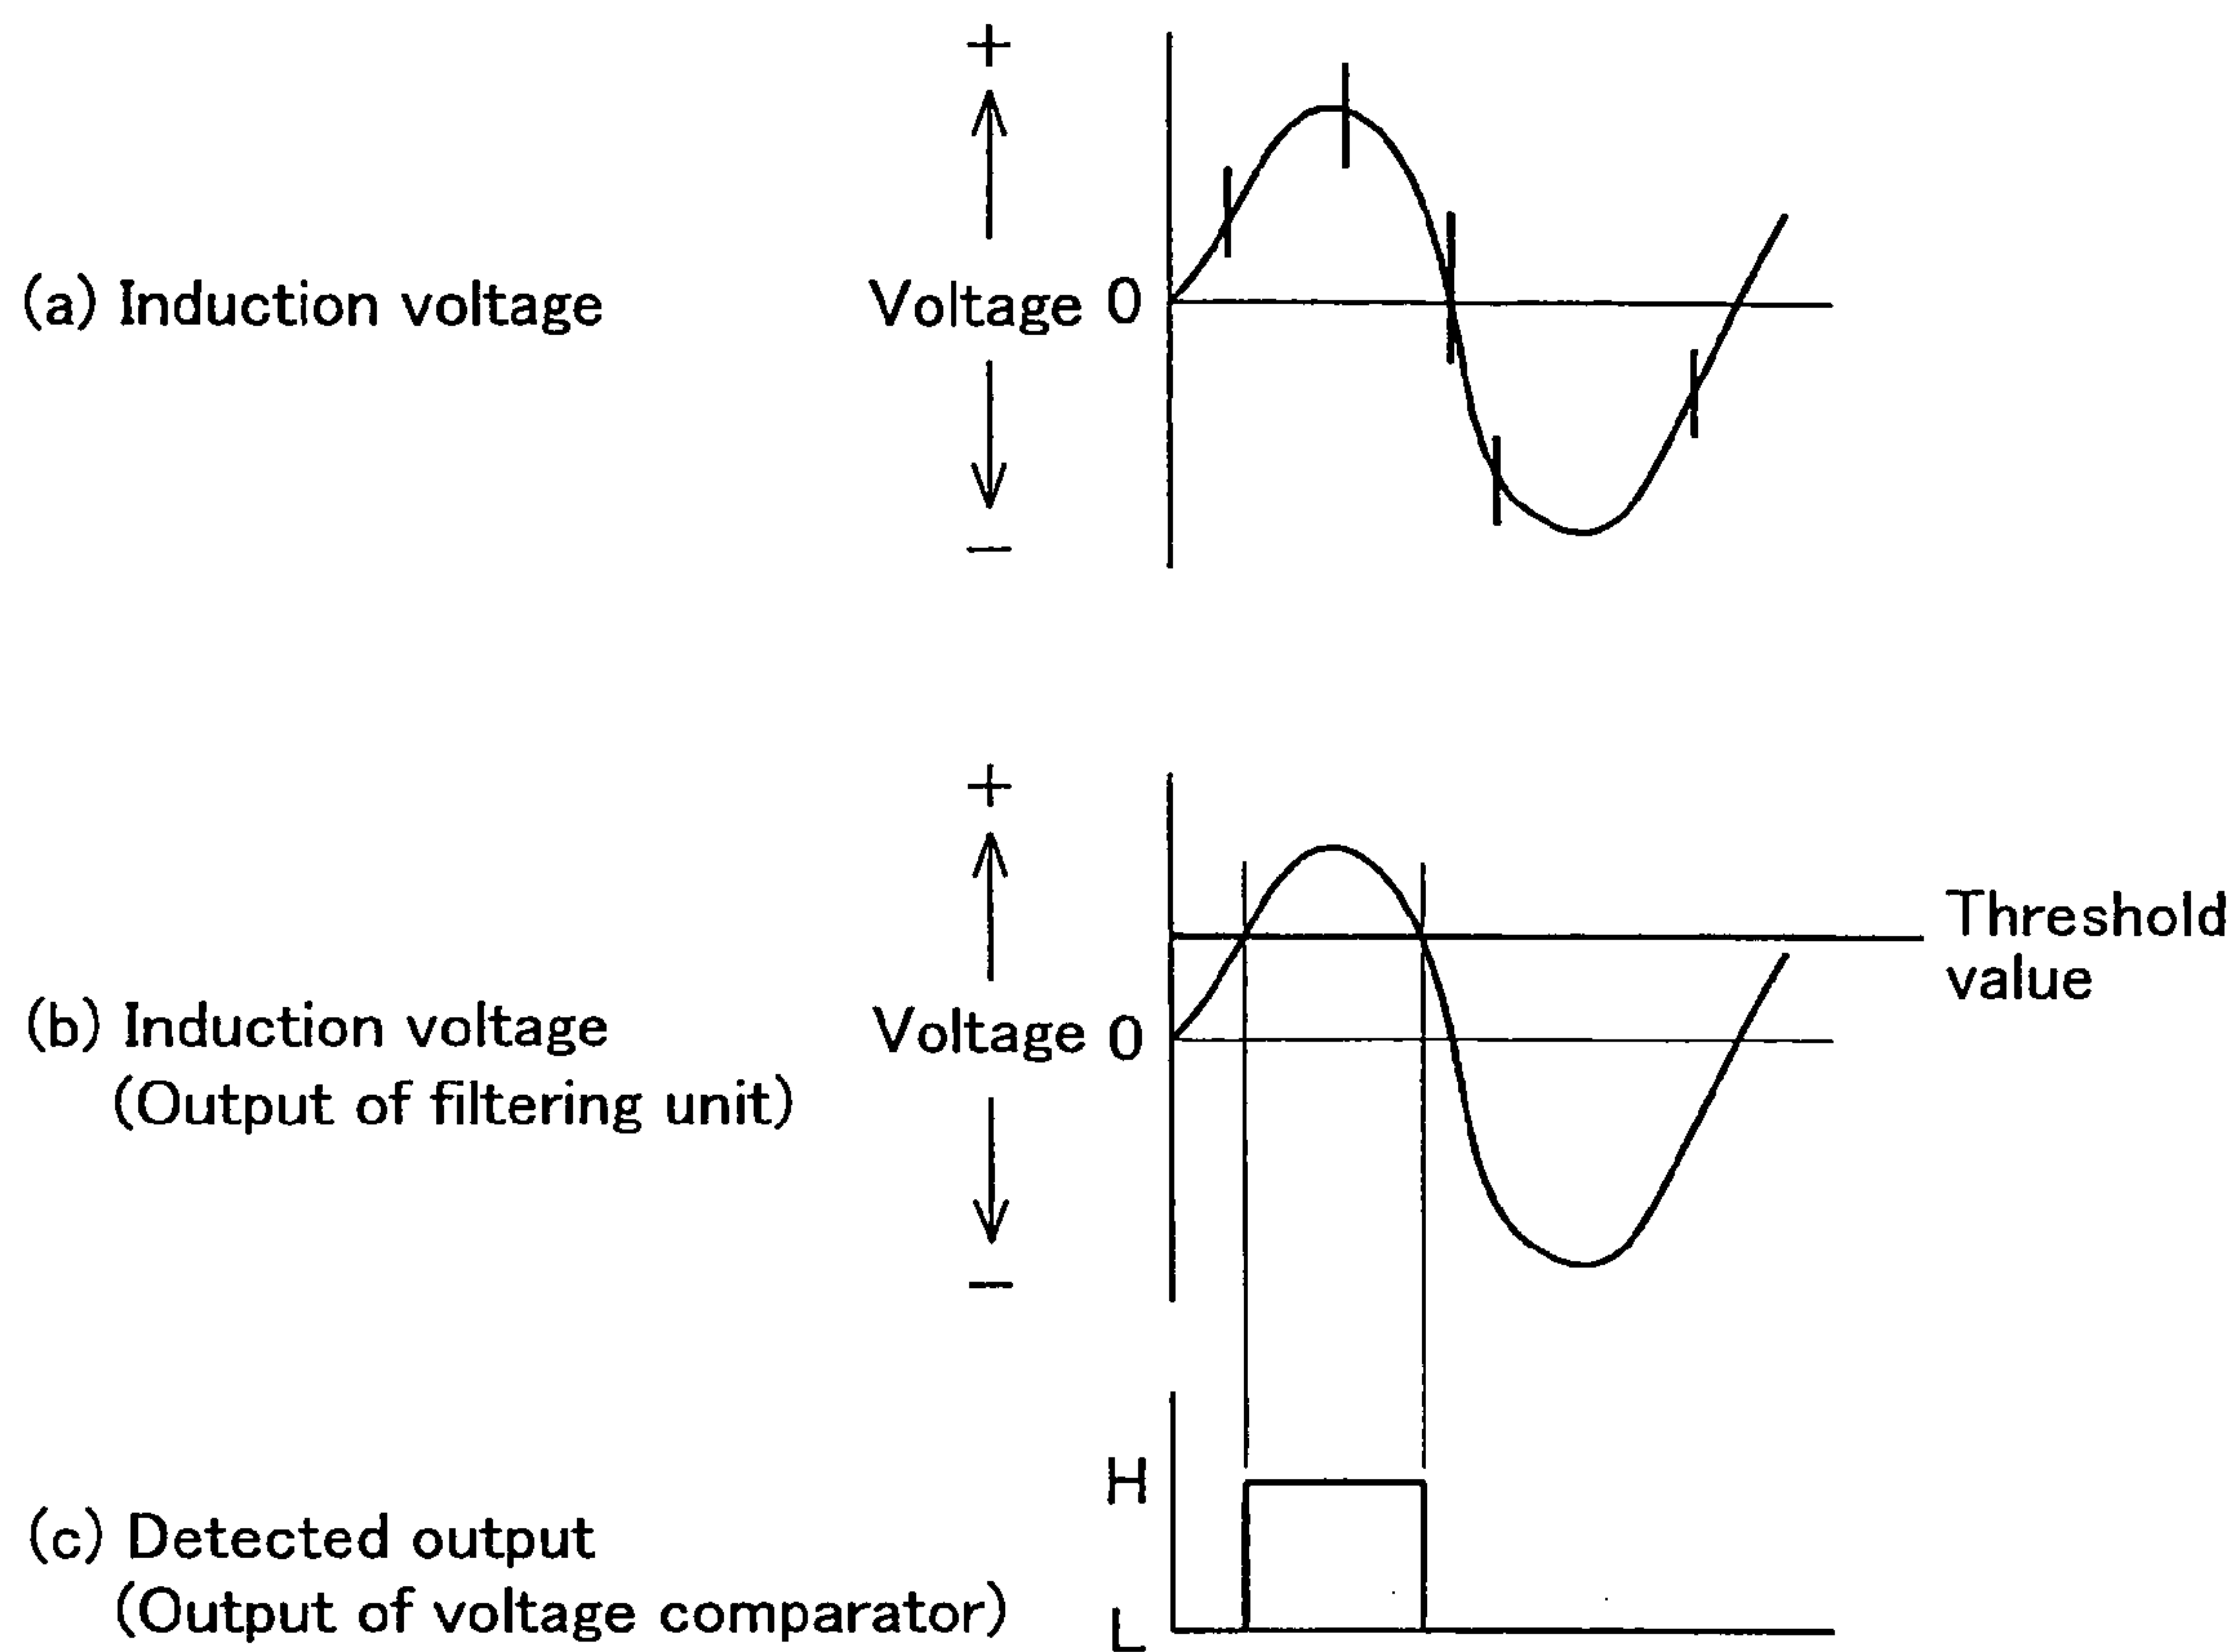 +
(a) Induction voltage
Voltage 0
−
+
Threshold
value
(b) Induction voltage
(Output of filtering unit)
Voltage 0
−
H
(c) Detected output
(Output of voltage comparator)
L